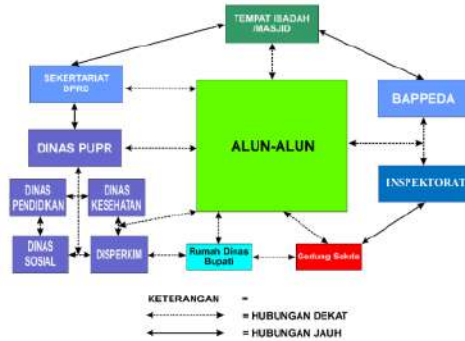 TEMPAT IBADAH
/MASJID
SEKERTARIAT
DPRD
BAPPEDA
ALUN-ALUN
DINAS PUPR
INSPEKTORAT
DINAS
PENDIDIKAN
DINAS
KESEHATAN
DINAS
SOSIAL
DISPERKIM
Rumah Dinas
Bupati
Gedung Sekda
KETERANGAN =
= HUBUNGAN DEKAT
= HUBUNGAN JAUH